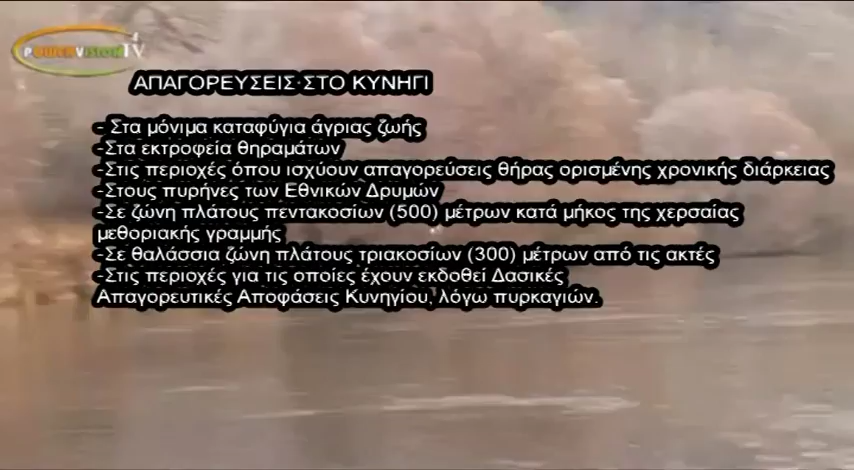 POWERVISIONTV
ΑΠΑΓΟΡΕΥΣΕΙΣ ΣΤΟ ΚΥΝΗΓΙ
- Στα μόνιμα καταφύγια άγριας ζωής
-Στα εκτροφεία θηραμάτων
-Στις περιοχές όπου ισχύουν απαγορεύσεις θήρας ορισμένης χρονικής διάρκειας
-Στους πυρήνες των Εθνικών Δρυμών
-Σε ζώνη πλάτους πεντακοσίων (500) μέτρων κατά μήκος της χερσαίας
μεθοριακής γραμμής
-Σε θαλάσσια ζώνη πλάτους τριακοσίων (300) μέτρων από τις ακτές
-Στις περιοχές για τις οποίες έχουν εκδοθεί Δασικές
Απαγορευτικές Αποφάσεις Κυνηγίου, λόγω πυρκαγιών.